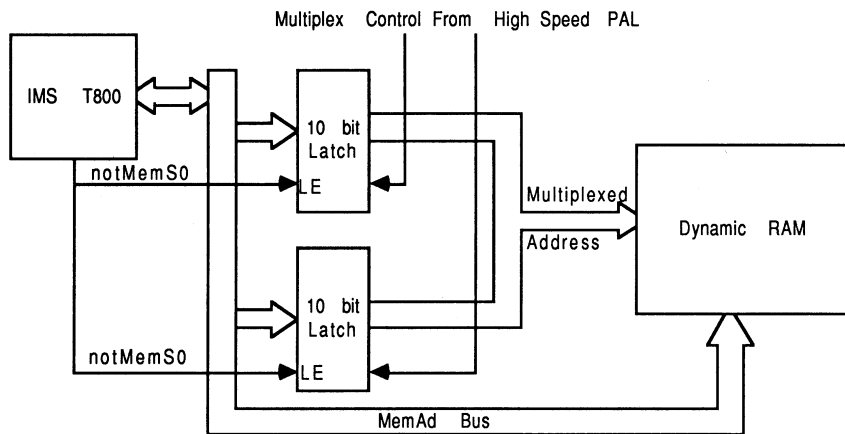 Multiplex Control From High Speed PAL
IMS T800
10 bit
Latch
notMemS0
LE
Multiplexed
Address
Dynamic RAM
10 bit
Latch
notMemS0
LE
MemAd Bus